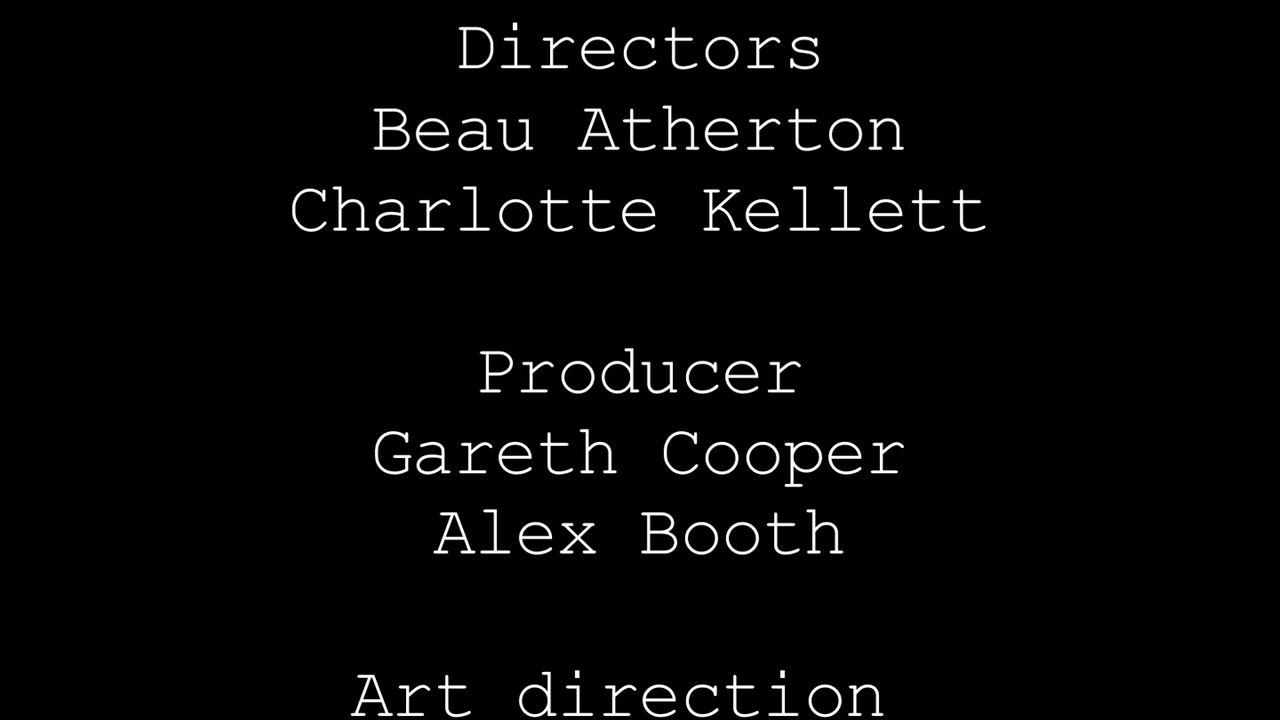 Directors
Beau Atherton
Charlotte Kellett
Producer
Gareth Cooper
Alex Booth
Art direction